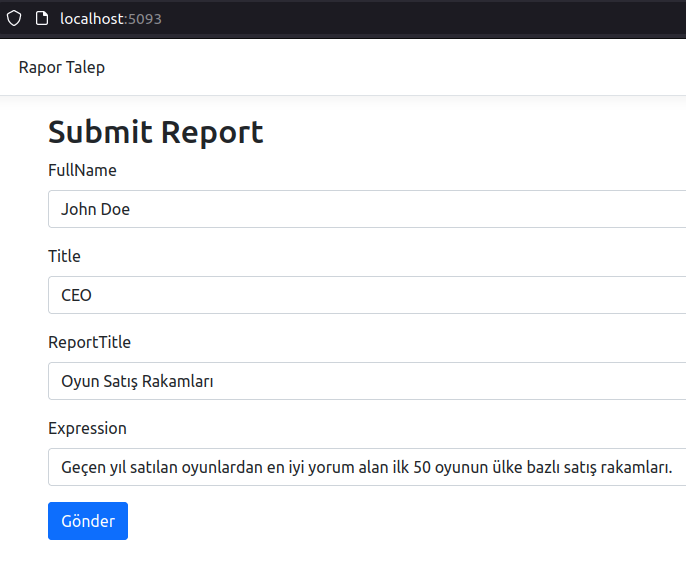 localhost:5093
Rapor Talep
Submit Report
FullName
John Doe
Title
CEO
ReportTitle
Oyun Satış Rakamları
Expression
Geçen yıl satılan oyunlardan en iyi yorum alan ilk 50 oyunun ülke bazlı satış rakamları.
Gönder